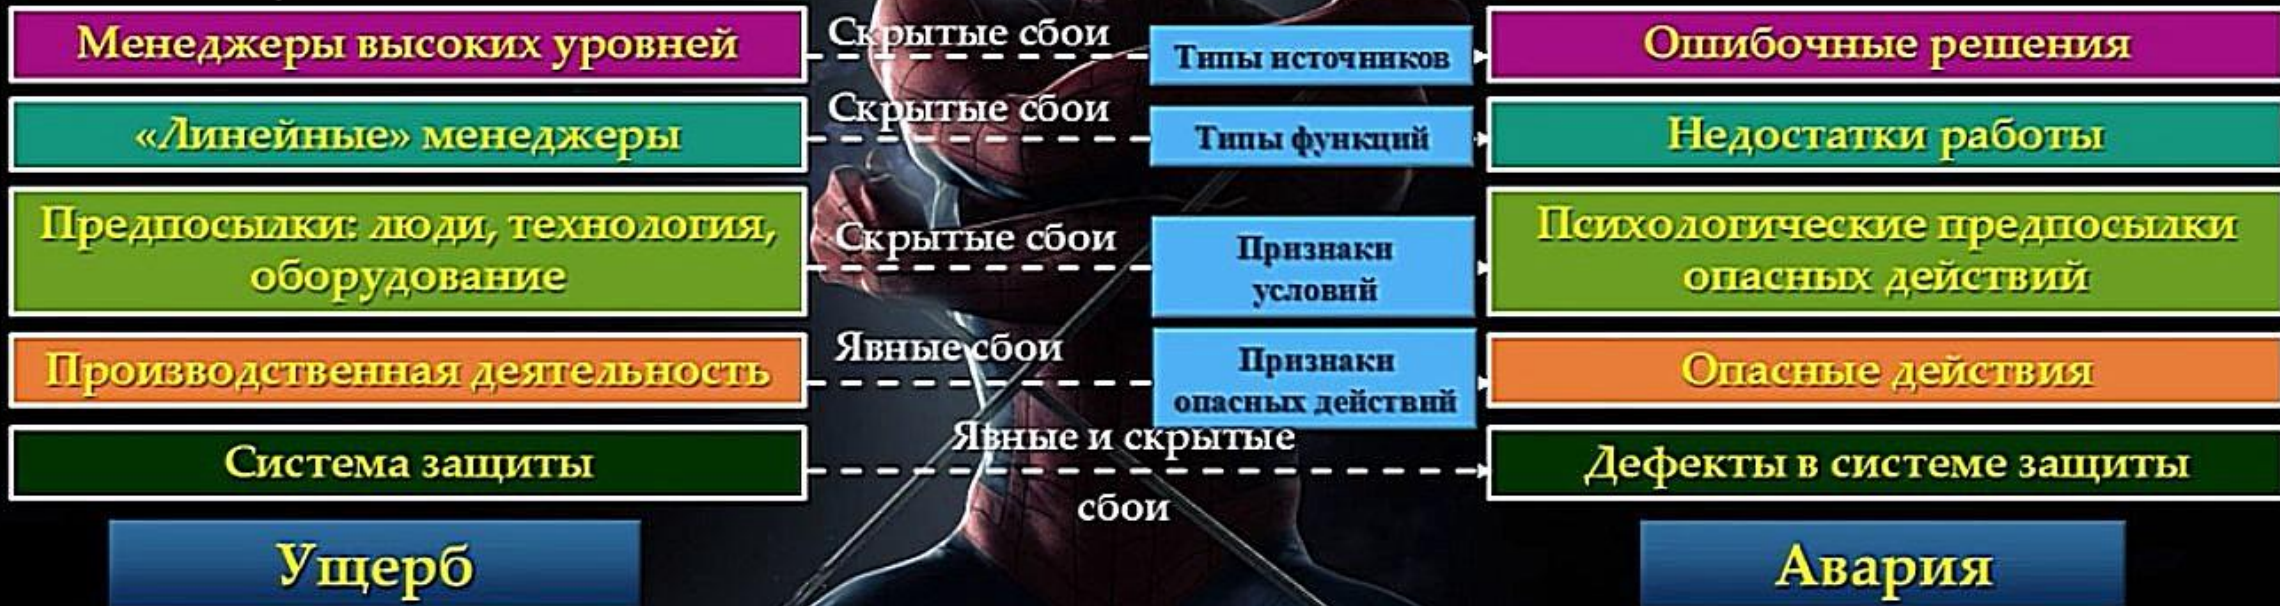 Менеджеры высоких уровней
Скрытые сбои
Типы источников
Ошибочные решения
«Линейные» менеджеры
Скрытые сбои
Типы функций
Недостатки работы
Предпосылки: люди, технология,
оборудование
Скрытые сбои
Признаки
условий
Психологические предпосылки
опасных действий
Производственная деятельность
Явные сбои
Признаки
опасных действий
Опасные действия
Система защиты
Явные и скрытые
сбои
Дефекты в системе защиты
Ущерб
Авария